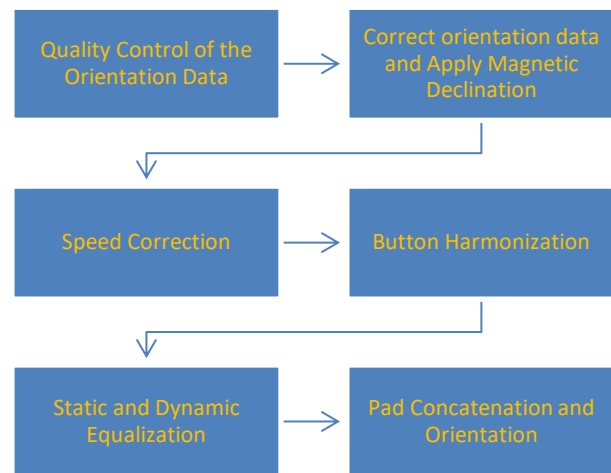 Quality Control of the
Orientation Data
Correct orientation data
and Apply Magnetic
Declination
Speed Correction
Button Harmonization
Static and Dynamic
Equalization
Pad Concatenation and
Orientation